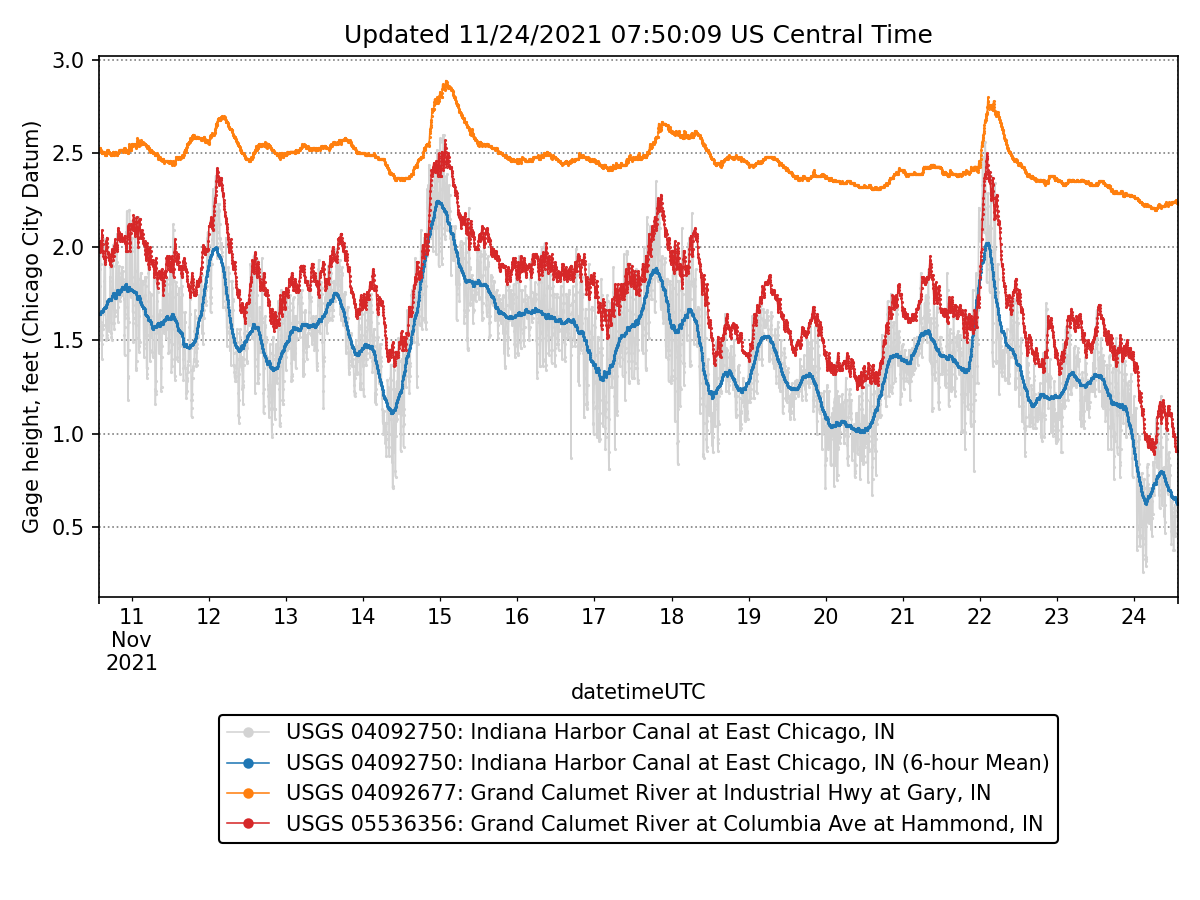 Updated 11/24/2021 07:50:09 US Central Time
Gage height, feet (Chicago City Datum)
3.0
2.5
2.0
1.5
1.0
0.5
11 12 13 14 15 16 17 18 19 20 21 22 23 24
Nov
2021
datetimeUTC
USGS 04092750: Indiana Harbor Canal at East Chicago, IN
USGS 04092750: Indiana Harbor Canal at East Chicago, IN (6-hour Mean)
USGS 04092677: Grand Calumet River at Industrial Hwy at Gary, IN
USGS 05536356: Grand Calumet River at Columbia Ave at Hammond, IN